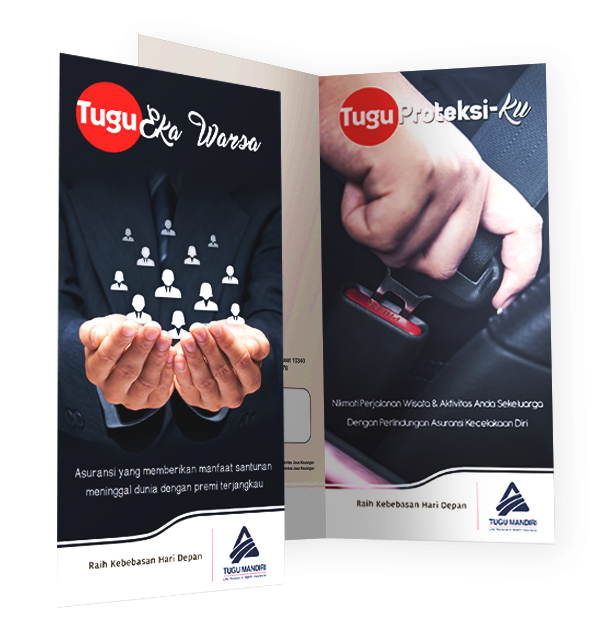 Tugu Eka Warsa
Asuransi yang memberikan manfaat santunan
meninggal dunia dengan premi terjangkau
Raih Kebebasan Hari Depan
TUGU MANDIRI
10340
Tugu Proteksi-Ku
Nikmati Perjalanan Wisata & Aktivitas Anda Sekeluarga
Dengan Perlindungan Asuransi Kecelakaan Diri
Raih Kebebasan Hari Depan
TUGU MANDIRI